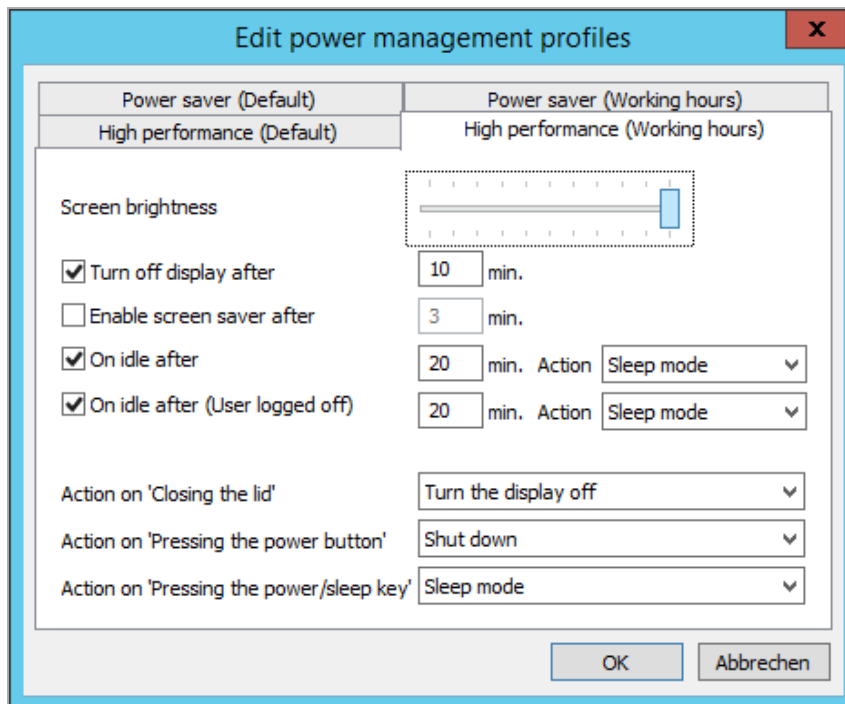 Edit power management profiles
x
Power saver (Default) Power saver (Working hours)
High performance (Default) High performance (Working hours)
Screen brightness
Turn off display after 10 min.
Enable screen saver after 3 min.
On idle after 20 min. Action Sleep mode
On idle after (User logged off) 20 min. Action Sleep mode
Action on 'Closing the lid' Turn the display off
Action on 'Pressing the power button' Shut down
Action on 'Pressing the power/sleep key' Sleep mode
OK Abbrechen